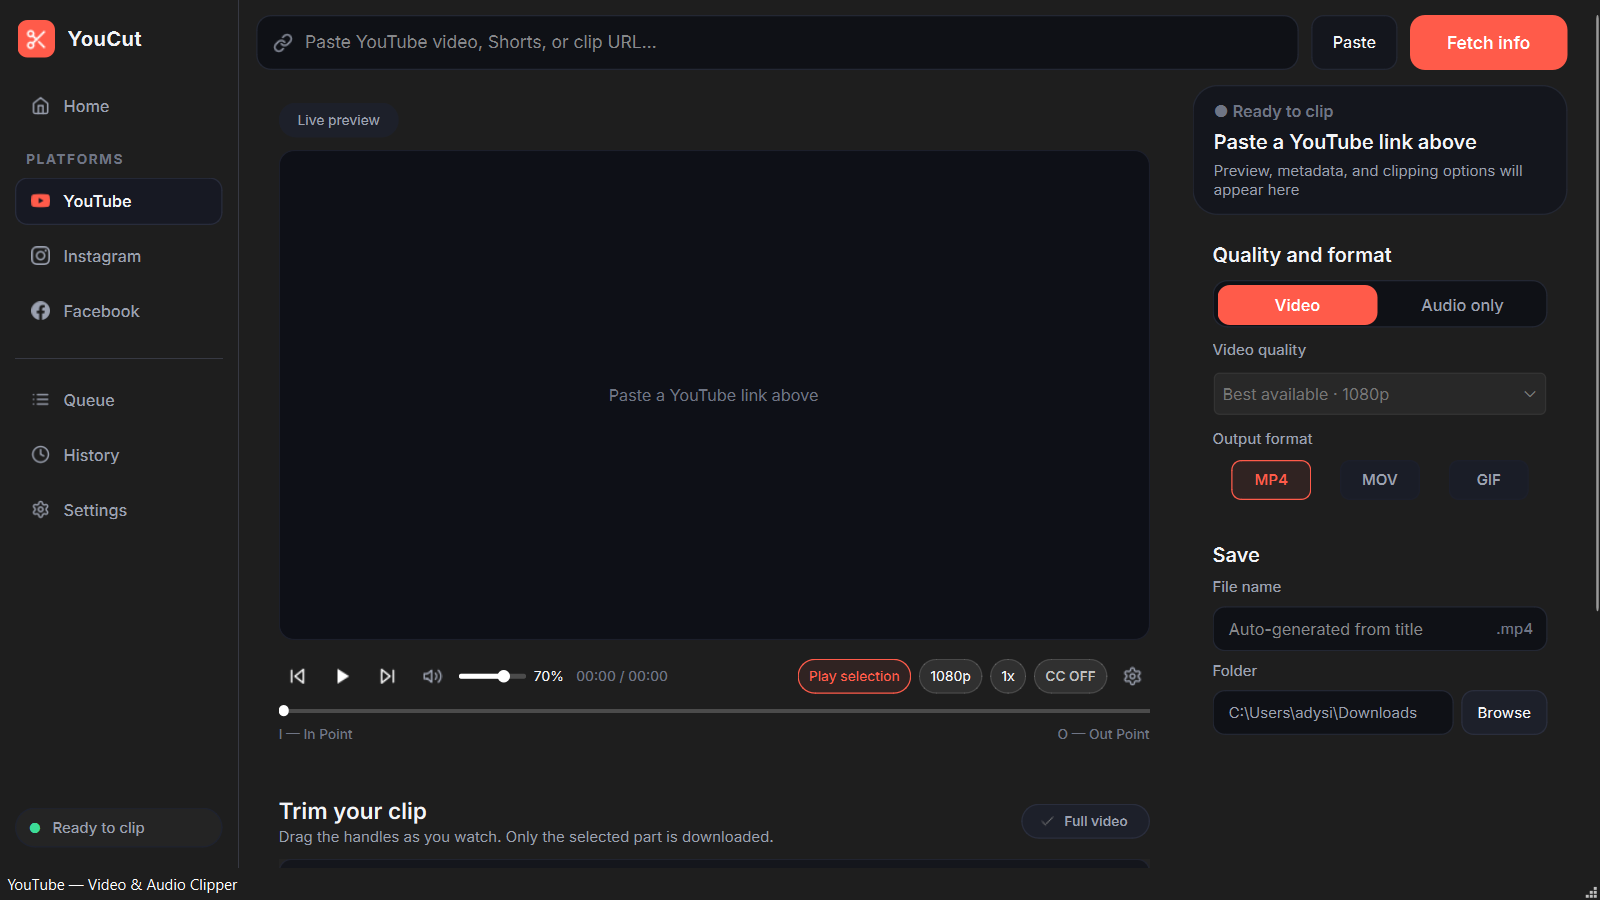 YouCut
Home
PLATFORMS
YouTube
Instagram
Facebook
Queue
History
Settings
Ready to clip
Paste YouTube video, Shorts, or clip URL...
Paste
Fetch info
Live preview
Paste a YouTube link above
70%
00:00 / 00:00
Play selection
1080p
1x
CC OFF
I — In Point
O — Out Point
Trim your clip
Drag the handles as you watch. Only the selected part is downloaded.
Full video
Ready to clip
Paste a YouTube link above
Preview, metadata, and clipping options will
appear here
Quality and format
Video
Audio only
Video quality
Best available · 1080p
Output format
MP4
MOV
GIF
Save
File name
Auto-generated from title
.mp4
Folder
C:\Users\adysi\Downloads
Browse
YouTube — Video & Audio Clipper